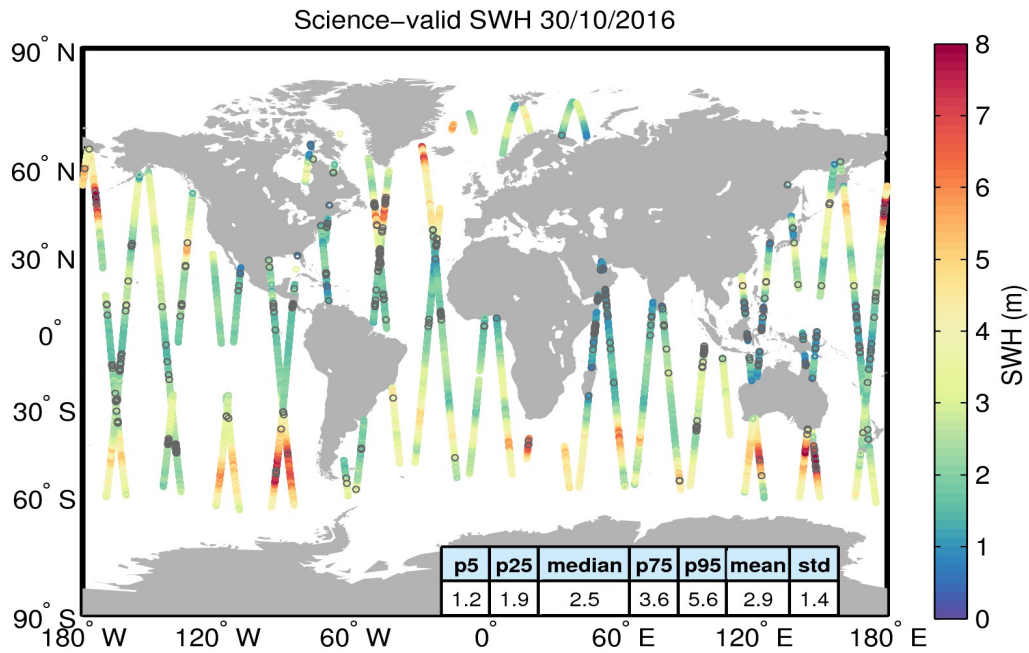 Science−valid SWH 30/10/2016
90° N
60° N
30° N
0°
30° S
60° S
90° S
180° W
120° W
60° W
0°
60° E
120° E
180° E
p5 p25 median p75 p95 mean std
1.2 1.9 2.5 3.6 5.6 2.9 1.4
8
7
6
5
4
3
2
1
0
SWH (m)